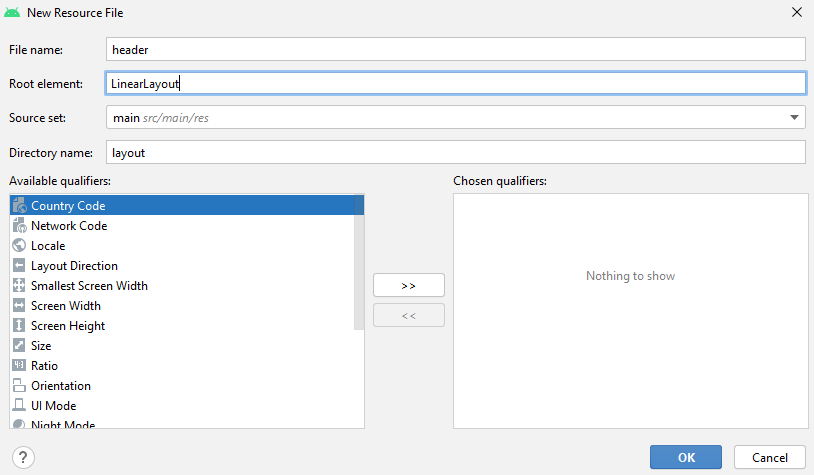 New Resource File
File name: header
Root element: LinearLayout
Source set: main src/main/res
Directory name: layout
Available qualifiers:
Country Code
Network Code
Locale
Layout Direction
Smallest Screen Width
Screen Width
Screen Height
Size
Ratio
Orientation
UI Mode
Night Mode
>>
<<
Chosen qualifiers:
Nothing to show
?
OK Cancel